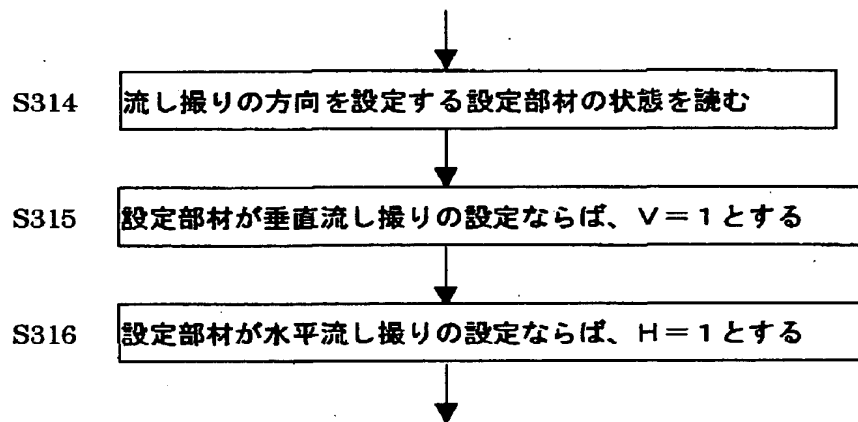 S314 流し撮りの方向を設定する設定部材の状態を読む
S315 設定部材が垂直流し撮りの設定ならば、V＝1とする
S316 設定部材が水平流し撮りの設定ならば、H＝1とする